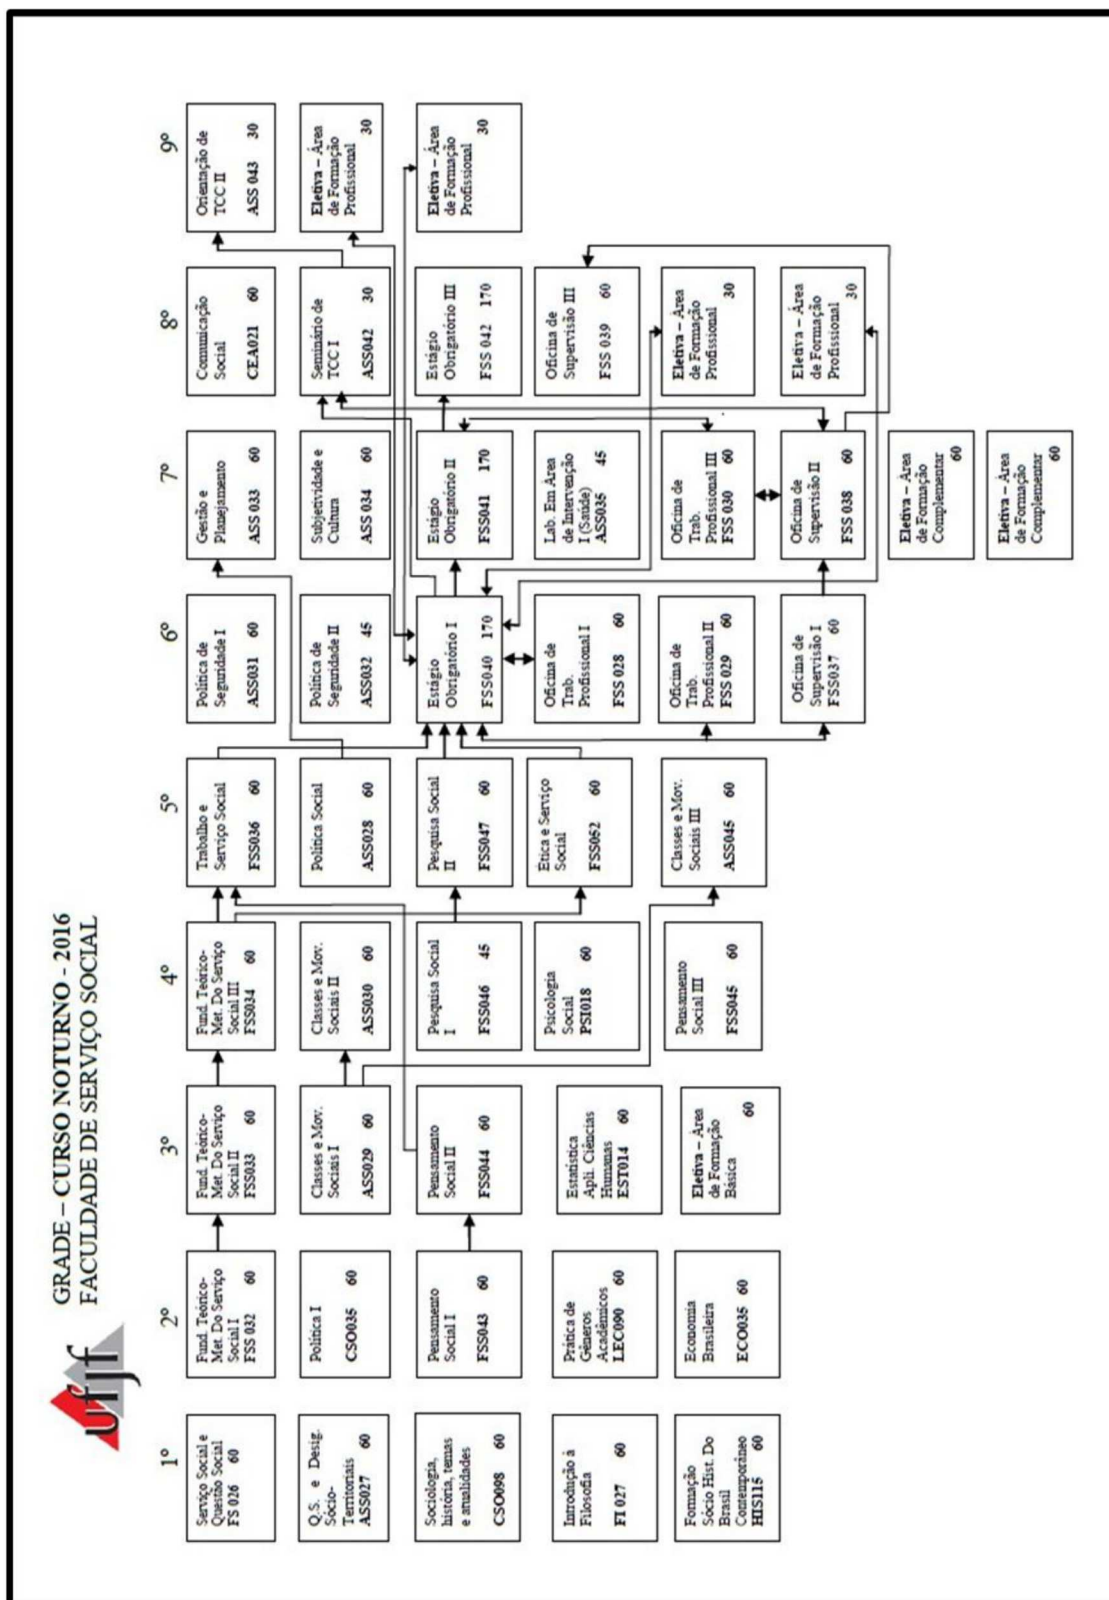 GRADE – CURSO NOTURNO - 2016
FACULDADE DE SERVIÇO SOCIAL
ufjf
1º
Serviço Social e
Questão Social
FS 026 60
Q.S. e Desig.
Sócio-
Territoriais
ASS027 60
Sociologia,
história, temas
e atualidades
CSO098 60
Introdução à
Filosofia
FI 027 60
Formação
Sócio Hist. Do
Brasil
Contemporâneo
HIS115 60
2º
Fund. Teórico-
Met. Do Serviço
Social I
FSS 032 60
Política I
CSO035 60
Pensamento
Social I
FSS043 60
Prática de
Gêneros
Acadêmicos
LEC090 60
Economia
Brasileira
ECO035 60
3º
Fund. Teórico-
Met. Do Serviço
Social II
FSS033 60
Classes e Mov.
Sociais I
ASS029 60
Pensamento
Social II
FSS044 60
Estatística
Apli. Ciências
Humanas
EST014 60
Eletiva – Área
de Formação
Básica
60
4º
Fund. Teórico-
Met. Do Serviço
Social III
FSS034 60
Classes e Mov.
Sociais II
ASS030 60
Pesquisa Social
I
FSS046 45
Psicologia
Social
PSI018 60
Pensamento
Social III
FSS045 60
5º
Trabalho e
Serviço Social
FSS036 60
Política Social
ASS028 60
Pesquisa Social
II
FSS047 60
Ética e Serviço
Social
FSS052 60
Classes e Mov.
Sociais III
ASS045 60
6º
Política de
Seguridade I
ASS031 60
Política de
Seguridade II
ASS032 45
Estágio
Obrigatório I
FSS040 170
Oficina de
Trab.
Profissional I
FSS 028 60
Oficina de
Trab.
Profissional II
FSS 029 60
Oficina de
Supervisão I
FSS037 60
7º
Gestão e
Planejamento
ASS 033 60
Subjetividade e
Cultura
ASS 034 60
Estágio
Obrigatório II
FSS041 170
Lab. Em Área
de Intervenção
I (Saúde)
ASS035 45
Oficina de
Trab.
Profissional III
FSS 030 60
Oficina de
Supervisão II
FSS 038 60
Eletiva – Área
de Formação
Complementar
60
Eletiva – Área
de Formação
Complementar
60
8º
Comunicação
Social
CEA021 60
Seminário de
TCC I
ASS042 30
Estágio
Obrigatório III
FSS 042 170
Oficina de
Supervisão III
FSS 039 60
Eletiva – Área
de Formação
Profissional
30
Eletiva – Área
de Formação
Profissional
30
9º
Orientação de
TCC II
ASS 043 30
Eletiva – Área
de Formação
Profissional
30
Eletiva – Área
de Formação
Profissional
30